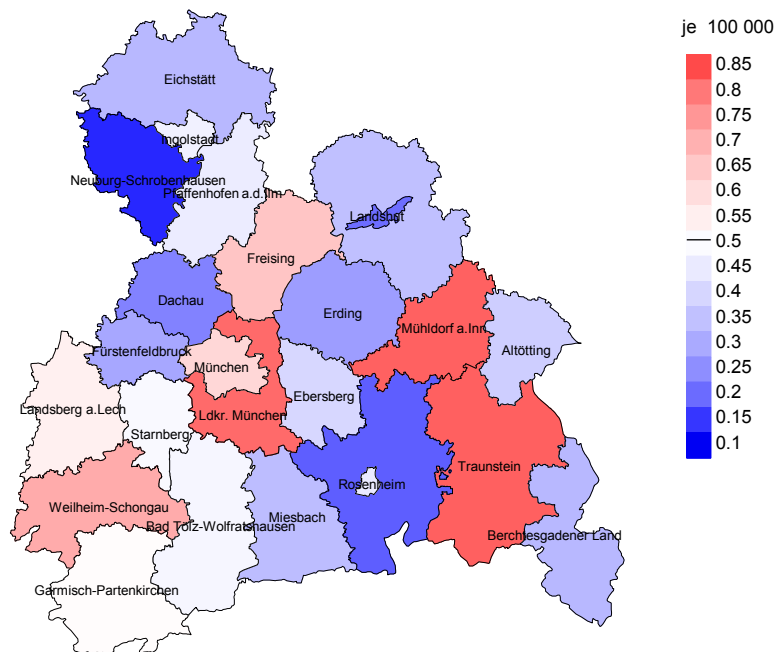 je 100 000
0.85
0.8
0.75
0.7
0.65
0.6
0.55
0.5
0.45
0.4
0.35
0.3
0.25
0.2
0.15
0.1
Eichstätt
Ingolstadt
Neuburg-Schrobenhausen
Pfaffenhofen a.d.Ilm
Landshut
Freising
Dachau
Erding
Mühldorf a.Inn
Fürstenfeldbruck
München
Altötting
Ebersberg
Landsberg a.Lech
Ldkr. München
Starnberg
Traunstein
Rosenheim
Weilheim-Schongau
Miesbach
Bad Tölz-Wolfratshausen
Berchtesgadener Land
Garmisch-Partenkirchen